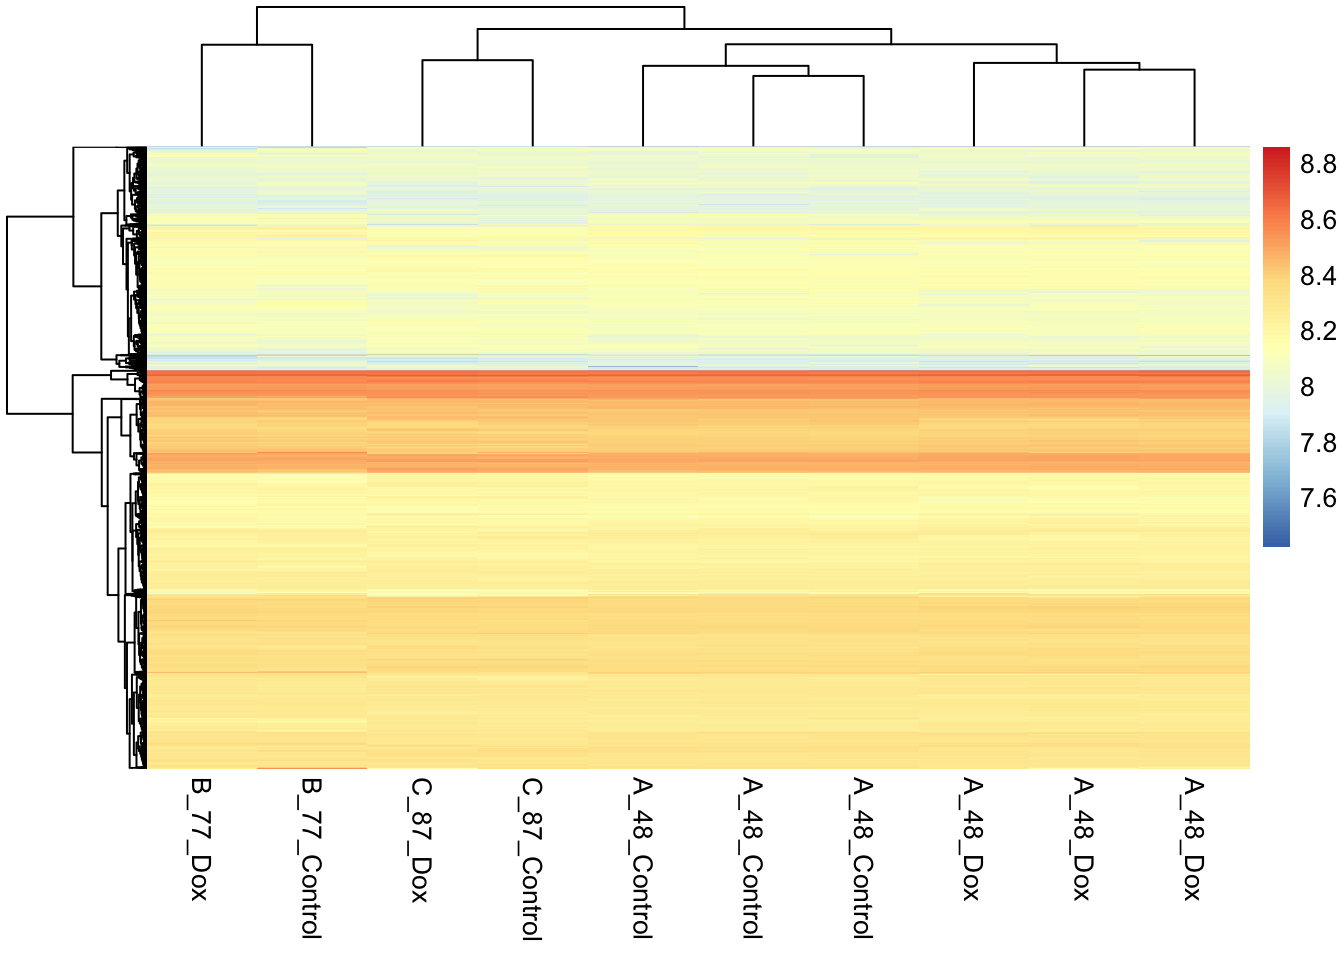 8.8
8.6
8.4
8.2
8
7.8
7.6
B_77_Dox
B_77_Control
C_87_Dox
C_87_Control
A_48_Control
A_48_Control
A_48_Control
A_48_Dox
A_48_Dox
A_48_Dox